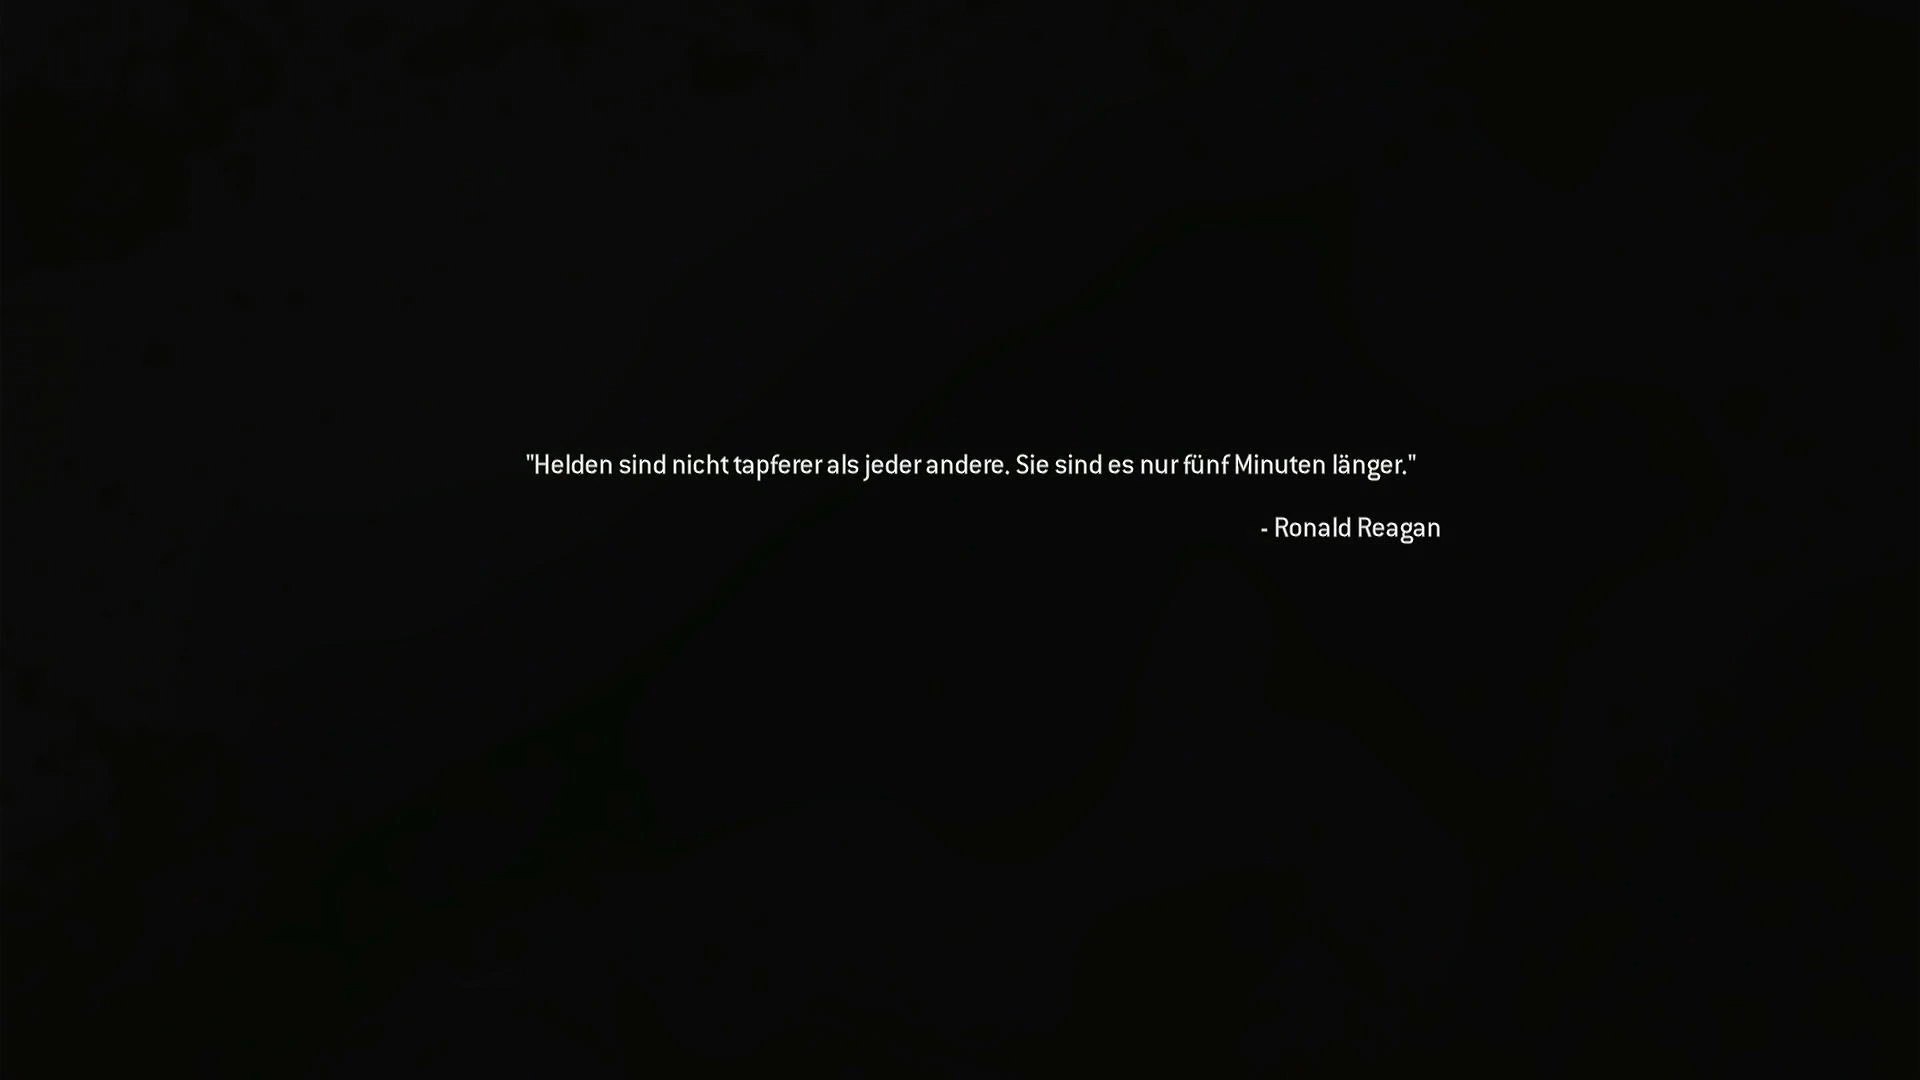 "Helden sind nicht tapferer als jeder andere. Sie sind es nur fünf Minuten länger."
- Ronald Reagan